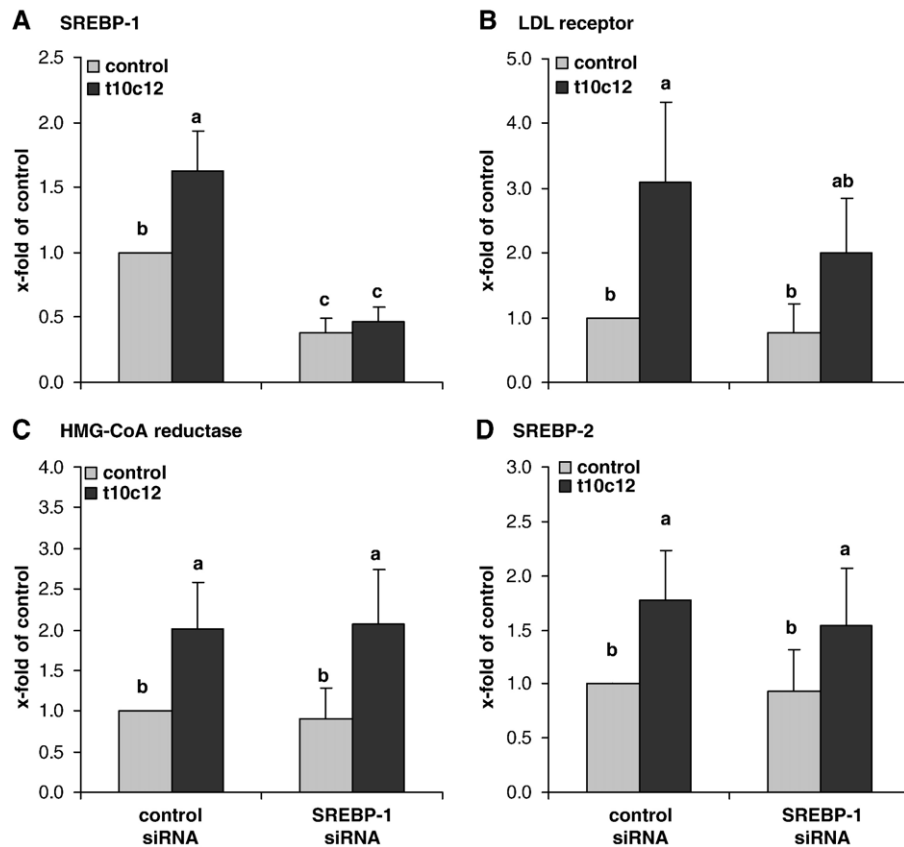 A SREBP-1
2.5
2.0
1.5
1.0
0.5
0.0
x-fold of control
control
t10c12
b
a
c
c
B LDL receptor
5.0
4.0
3.0
2.0
1.0
0.0
x-fold of control
control
t10c12
b
a
b
ab
C HMG-CoA reductase
4.0
3.5
3.0
2.5
2.0
1.5
1.0
0.5
0.0
x-fold of control
control
t10c12
b
a
b
a
control
siRNA
SREBP-1
siRNA
D SREBP-2
3.0
2.5
2.0
1.5
1.0
0.5
0.0
x-fold of control
control
t10c12
b
a
b
a
control
siRNA
SREBP-1
siRNA